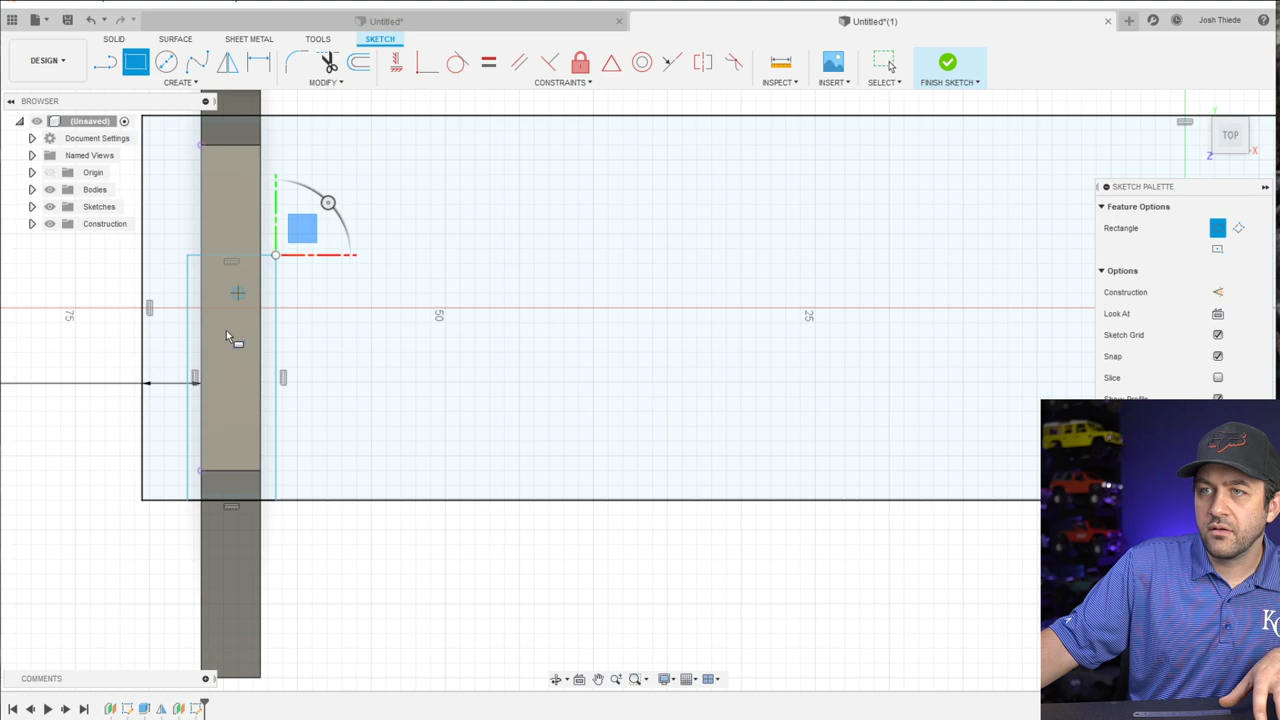 Untitled*
Untitled*(1)
Josh Thiede
DESIGN
SOLID
SURFACE
SHEET METAL
TOOLS
SKETCH
CREATE
MODIFY
CONSTRAINTS
INSPECT
INSERT
SELECT
FINISH SKETCH
BROWSER
(Unsaved)
Document Settings
Named Views
Origin
Bodies
Sketches
Construction
75
50
25
Y
TOP
X
Z
SKETCH PALETTE
Feature Options
Rectangle
Options
Construction
Look At
Sketch Grid
Snap
Slice
Show Profile
COMMENTS